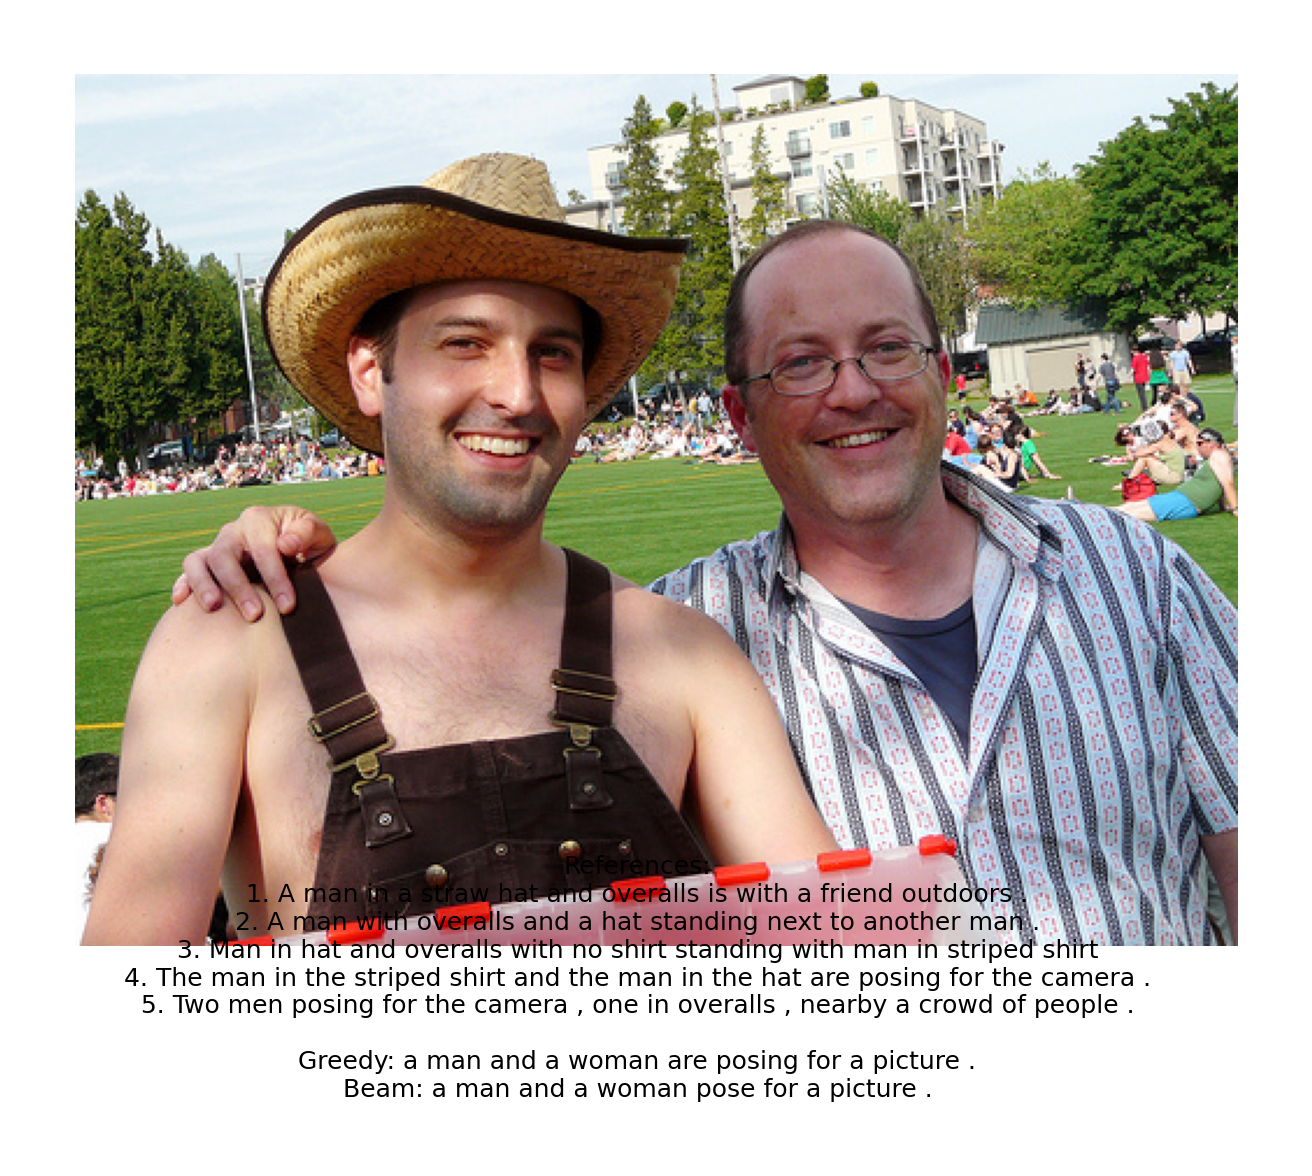 References:
1. A man in a straw hat and overalls is with a friend outdoors .
2. A man with overalls and a hat standing next to another man .
3. Man in hat and overalls with no shirt standing with man in striped shirt
4. The man in the striped shirt and the man in the hat are posing for the camera .
5. Two men posing for the camera , one in overalls , nearby a crowd of people .
Greedy: a man and a woman are posing for a picture .
Beam: a man and a woman pose for a picture .